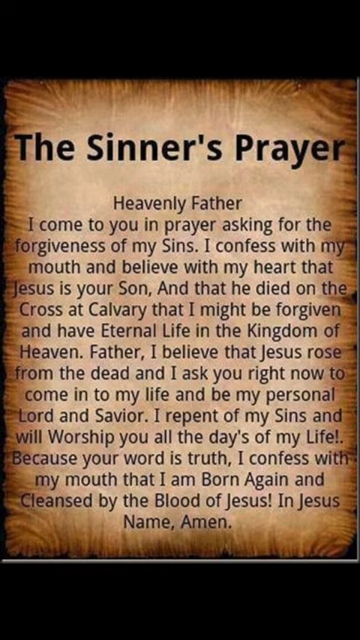 The Sinner's Prayer
Heavenly Father
I come to you in prayer asking for the
forgiveness of my Sins. I confess with my
mouth and believe with my heart that
Jesus is your Son, And that he died on the
Cross at Calvary that I might be forgiven
and have Eternal Life in the Kingdom of
Heaven. Father, I believe that Jesus rose
from the dead and I ask you right now to
come in to my life and be my personal
Lord and Savior. I repent of my Sins and
will Worship you all the day's of my Life!.
Because your word is truth, I confess with
my mouth that I am Born Again and
Cleansed by the Blood of Jesus! In Jesus
Name, Amen.